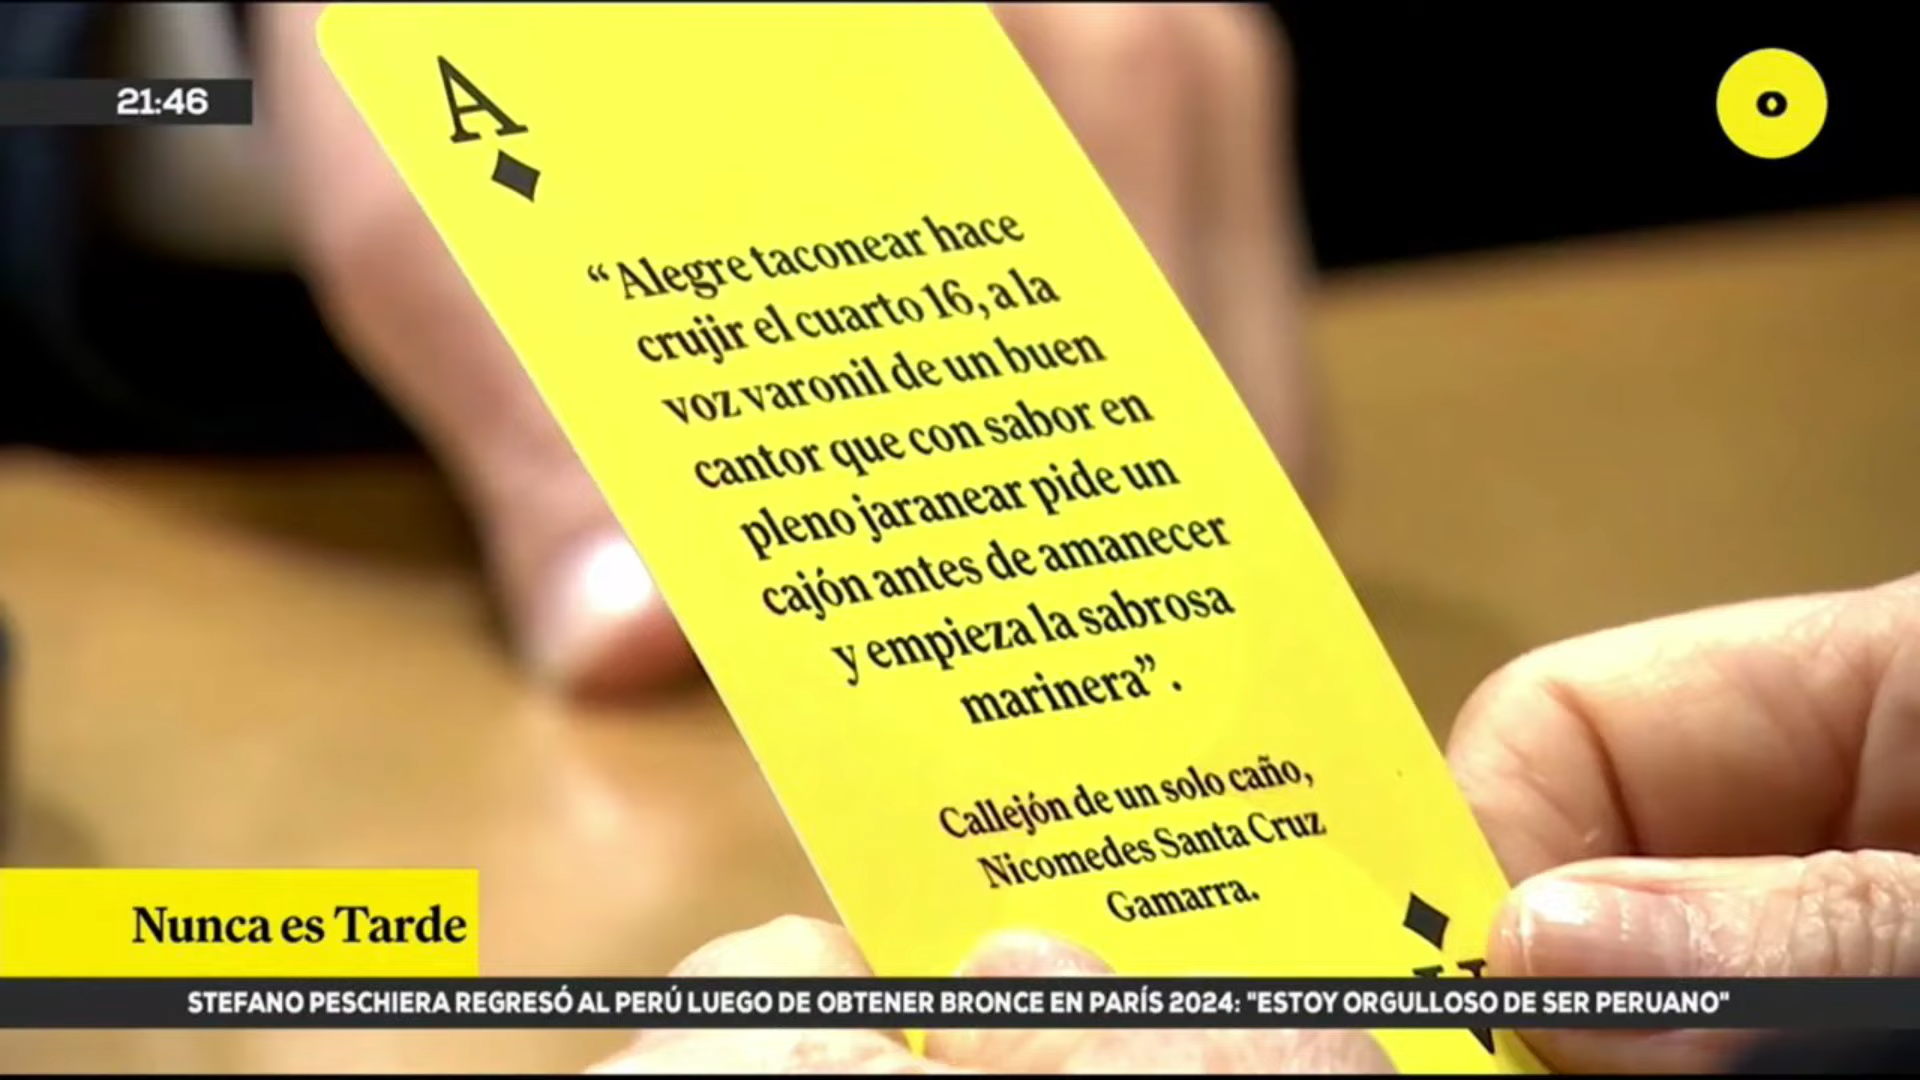 21:46
A
“Alegre taconear hace
crujir el cuarto 16, a la
voz varonil de un buen
cantor que con sabor en
pleno jaranear pide un
cajón antes de amanecer
y empieza la sabrosa
marinera” .
Callejón de un solo caño,
Nicomedes Santa Cruz
Gamarra.
A
Nunca es Tarde
STEFANO PESCHIERA REGRESÓ AL PERÚ LUEGO DE OBTENER BRONCE EN PARÍS 2024: "ESTOY ORGULLOSO DE SER PERUANO"